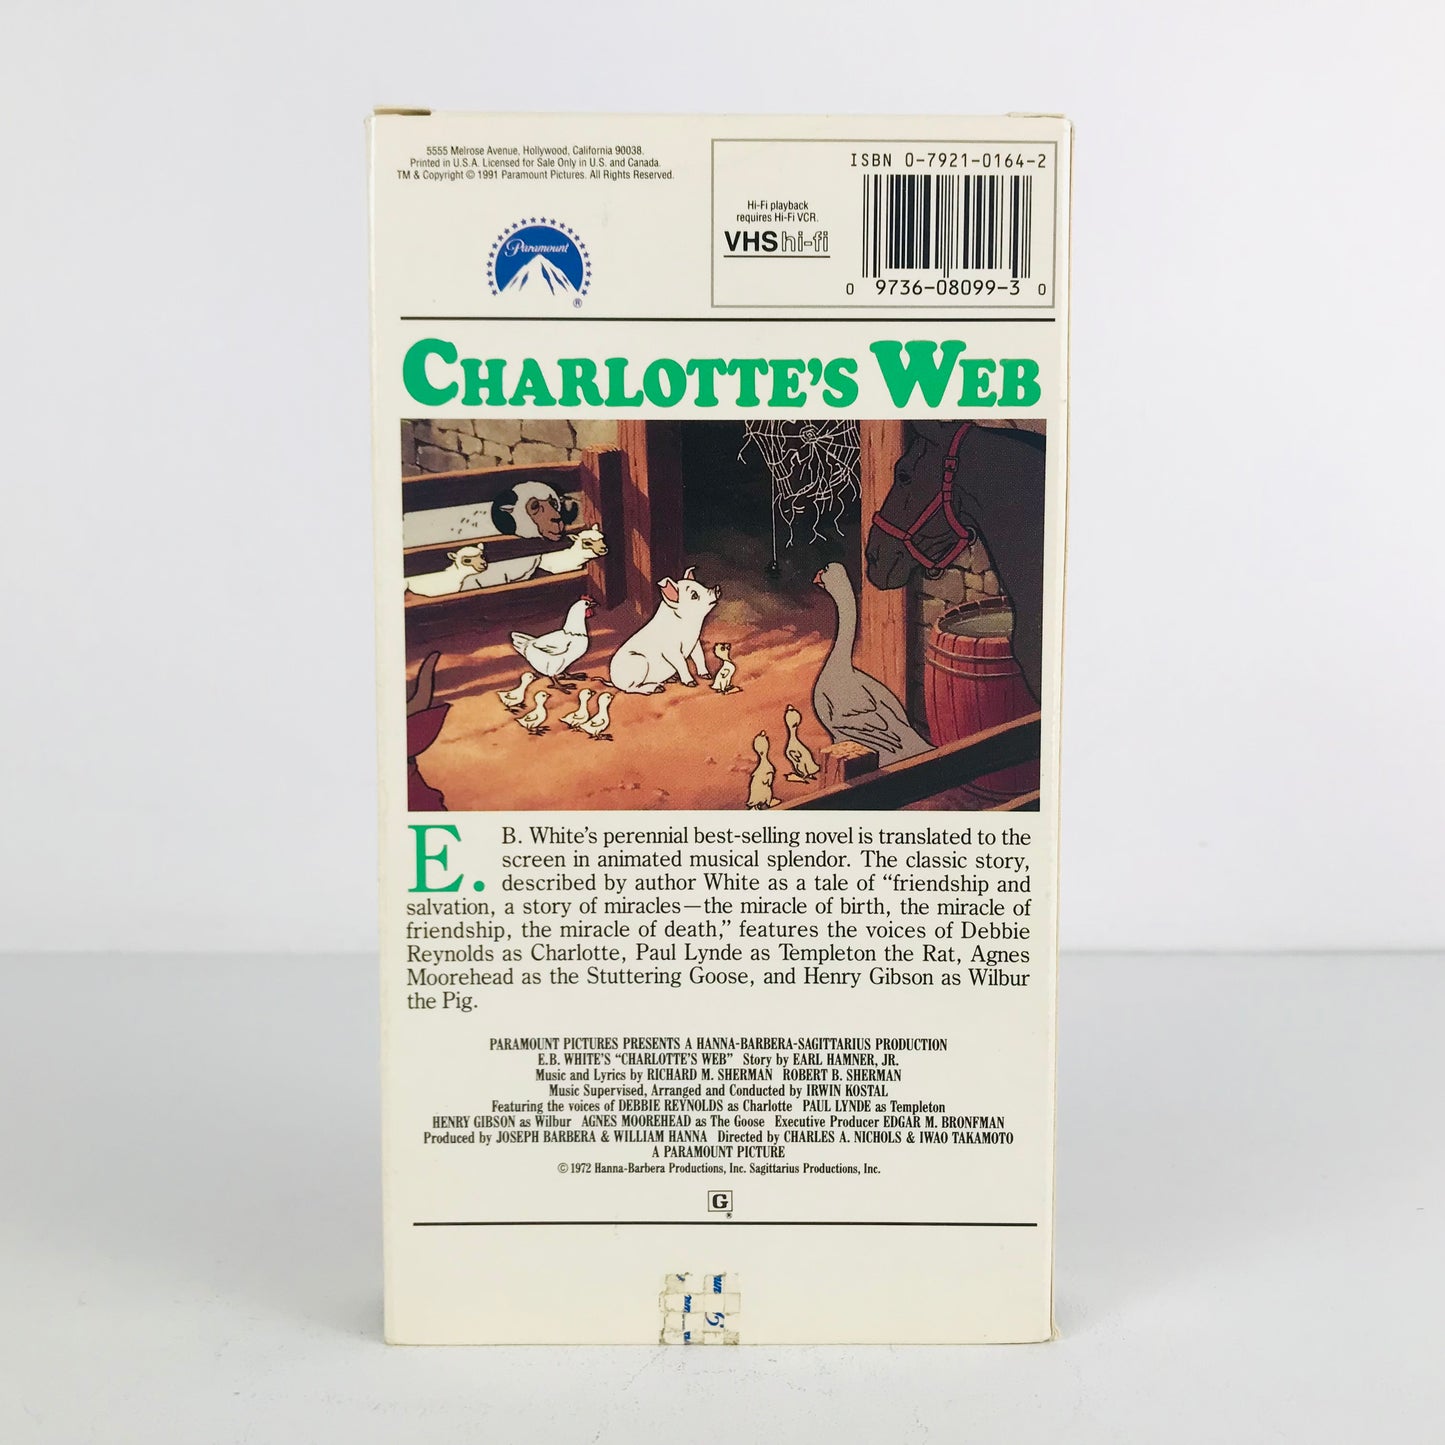 5555 Melrose Avenue, Hollywood, California 90038.
Printed in U.S.A. Licensed for Sale Only in U.S. and Canada.
TM & Copyright © 1991 Paramount Pictures. All Rights Reserved.
Paramount
®
ISBN 0-7921-0164-2
Hi-Fi playback
requires Hi-Fi VCR.
VHS hi-fi
0 9736-08099-3 0
CHARLOTTE'S WEB
E. B. White's perennial best-selling novel is translated to the
screen in animated musical splendor. The classic story,
described by author White as a tale of “friendship and
salvation, a story of miracles—the miracle of birth, the miracle of
friendship, the miracle of death,” features the voices of Debbie
Reynolds as Charlotte, Paul Lynde as Templeton the Rat, Agnes
Moorehead as the Stuttering Goose, and Henry Gibson as Wilbur
the Pig.
PARAMOUNT PICTURES PRESENTS A HANNA-BARBERA-SAGITTARIUS PRODUCTION
E.B. WHITE'S “CHARLOTTE'S WEB” Story by EARL HAMNER, JR.
Music and Lyrics by RICHARD M. SHERMAN ROBERT B. SHERMAN
Music Supervised, Arranged and Conducted by IRWIN KOSTAL
Featuring the voices of DEBBIE REYNOLDS as Charlotte PAUL LYNDE as Templeton
HENRY GIBSON as Wilbur AGNES MOOREHEAD as The Goose Executive Producer EDGAR M. BRONFMAN
Produced by JOSEPH BARBERA & WILLIAM HANNA Directed by CHARLES A. NICHOLS & IWAO TAKAMOTO
A PARAMOUNT PICTURE
© 1972 Hanna-Barbera Productions, Inc. Sagittarius Productions, Inc.
G
®